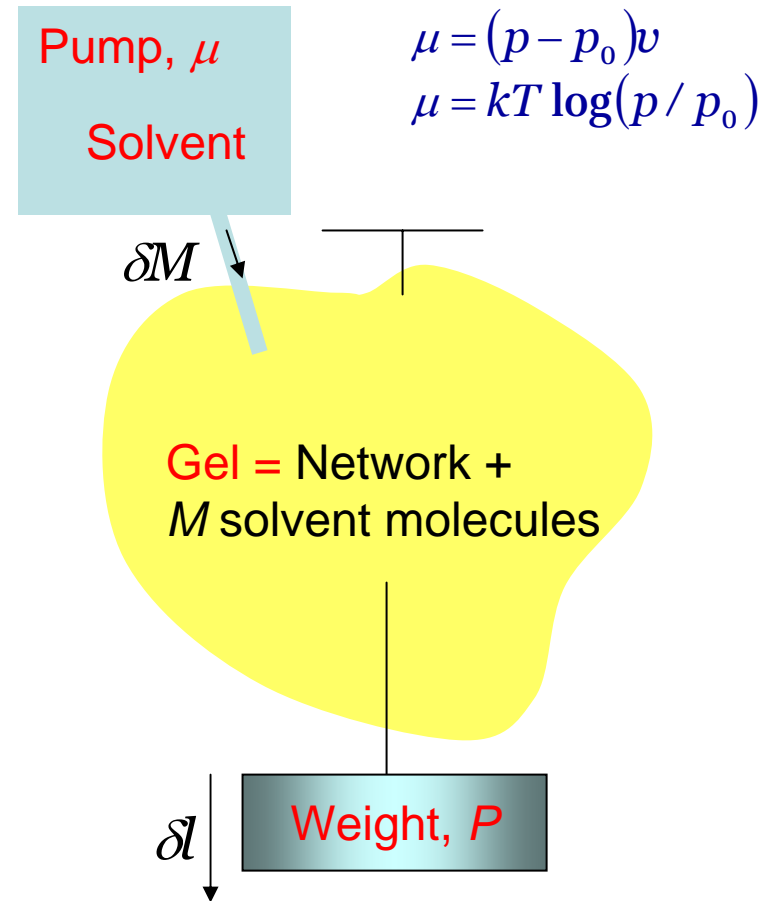 Pump, μ
Solvent
μ = (p − p₀)υ
μ = kT log(p / p₀)
δM
Gel = Network +
M solvent molecules
δl
Weight, P